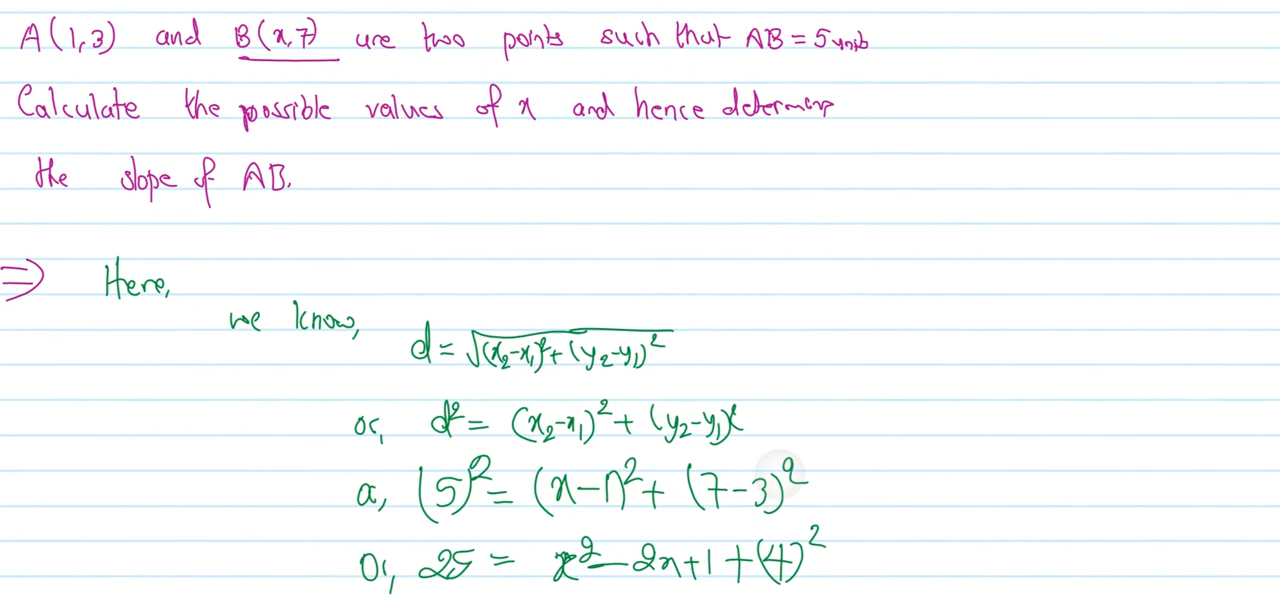 A(1,3) and B(x,7) are two points such that AB = 5 units
Calculate the possible values of x and hence determine
the slope of AB.
⇒ Here,
we know,
d = √(x₂-x₁)² + (y₂-y₁)²
or, d² = (x₂-x₁)² + (y₂-y₁)²
or, (5)² = (x-1)² + (7-3)²
Or, 25 = x² - 2x + 1 + (4)²